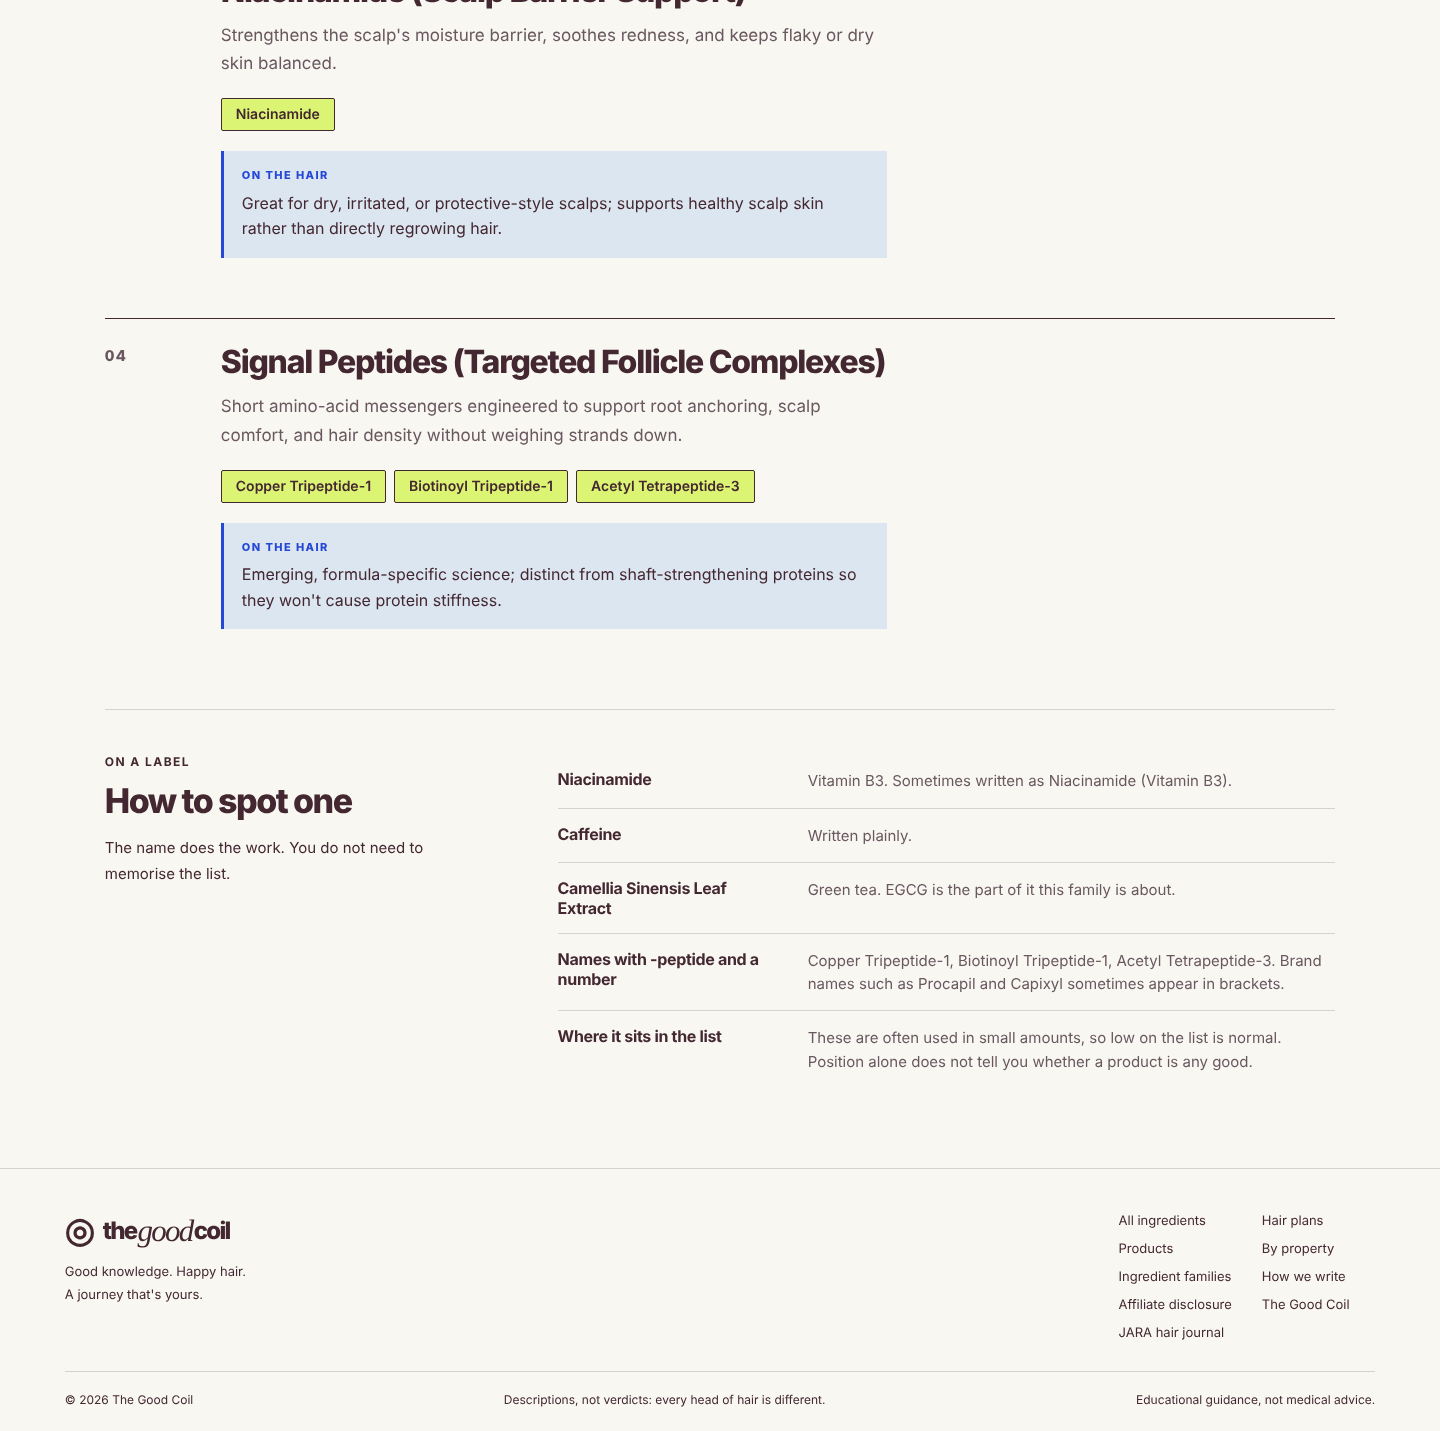 Niacinamide (Scalp Barrier Support)
Strengthens the scalp's moisture barrier, soothes redness, and keeps flaky or dry
skin balanced.
Niacinamide
ON THE HAIR
Great for dry, irritated, or protective-style scalps; supports healthy scalp skin
rather than directly regrowing hair.
04
Signal Peptides (Targeted Follicle Complexes)
Short amino-acid messengers engineered to support root anchoring, scalp
comfort, and hair density without weighing strands down.
Copper Tripeptide-1 Biotinoyl Tripeptide-1 Acetyl Tetrapeptide-3
ON THE HAIR
Emerging, formula-specific science; distinct from shaft-strengthening proteins so
they won't cause protein stiffness.
ON A LABEL
How to spot one
The name does the work. You do not need to
memorise the list.
Niacinamide
Vitamin B3. Sometimes written as Niacinamide (Vitamin B3).
Caffeine
Written plainly.
Camellia Sinensis Leaf
Extract
Green tea. EGCG is the part of it this family is about.
Names with -peptide and a
number
Copper Tripeptide-1, Biotinoyl Tripeptide-1, Acetyl Tetrapeptide-3. Brand
names such as Procapil and Capixyl sometimes appear in brackets.
Where it sits in the list
These are often used in small amounts, so low on the list is normal.
Position alone does not tell you whether a product is any good.
thegoodcoil
Good knowledge. Happy hair.
A journey that's yours.
All ingredients
Products
Ingredient families
Affiliate disclosure
JARA hair journal
Hair plans
By property
How we write
The Good Coil
© 2026 The Good Coil
Descriptions, not verdicts: every head of hair is different.
Educational guidance, not medical advice.